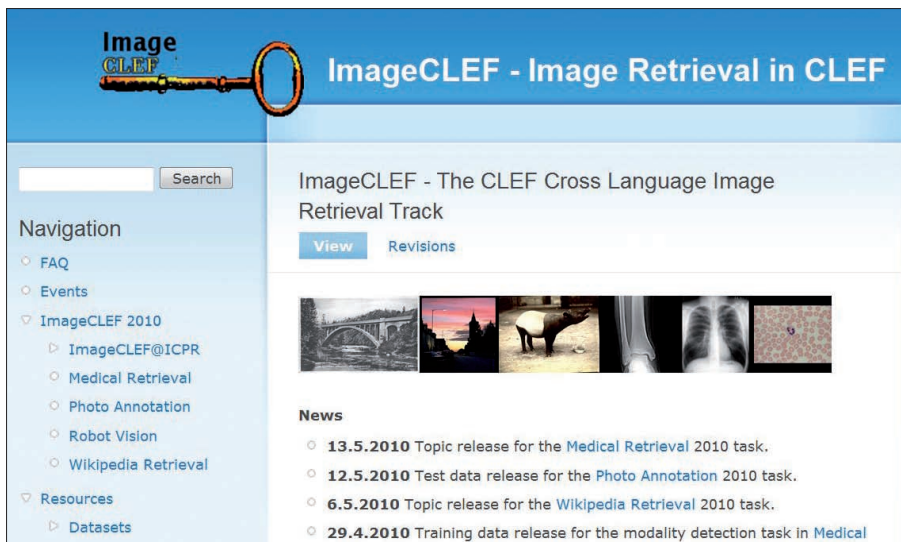 Image
CLEF
ImageCLEF - Image Retrieval in CLEF
Search
Navigation
FAQ
Events
ImageCLEF 2010
ImageCLEF@ICPR
Medical Retrieval
Photo Annotation
Robot Vision
Wikipedia Retrieval
Resources
Datasets
ImageCLEF - The CLEF Cross Language Image
Retrieval Track
View Revisions
News
13.5.2010 Topic release for the Medical Retrieval 2010 task.
12.5.2010 Test data release for the Photo Annotation 2010 task.
6.5.2010 Topic release for the Wikipedia Retrieval 2010 task.
29.4.2010 Training data release for the modality detection task in Medical